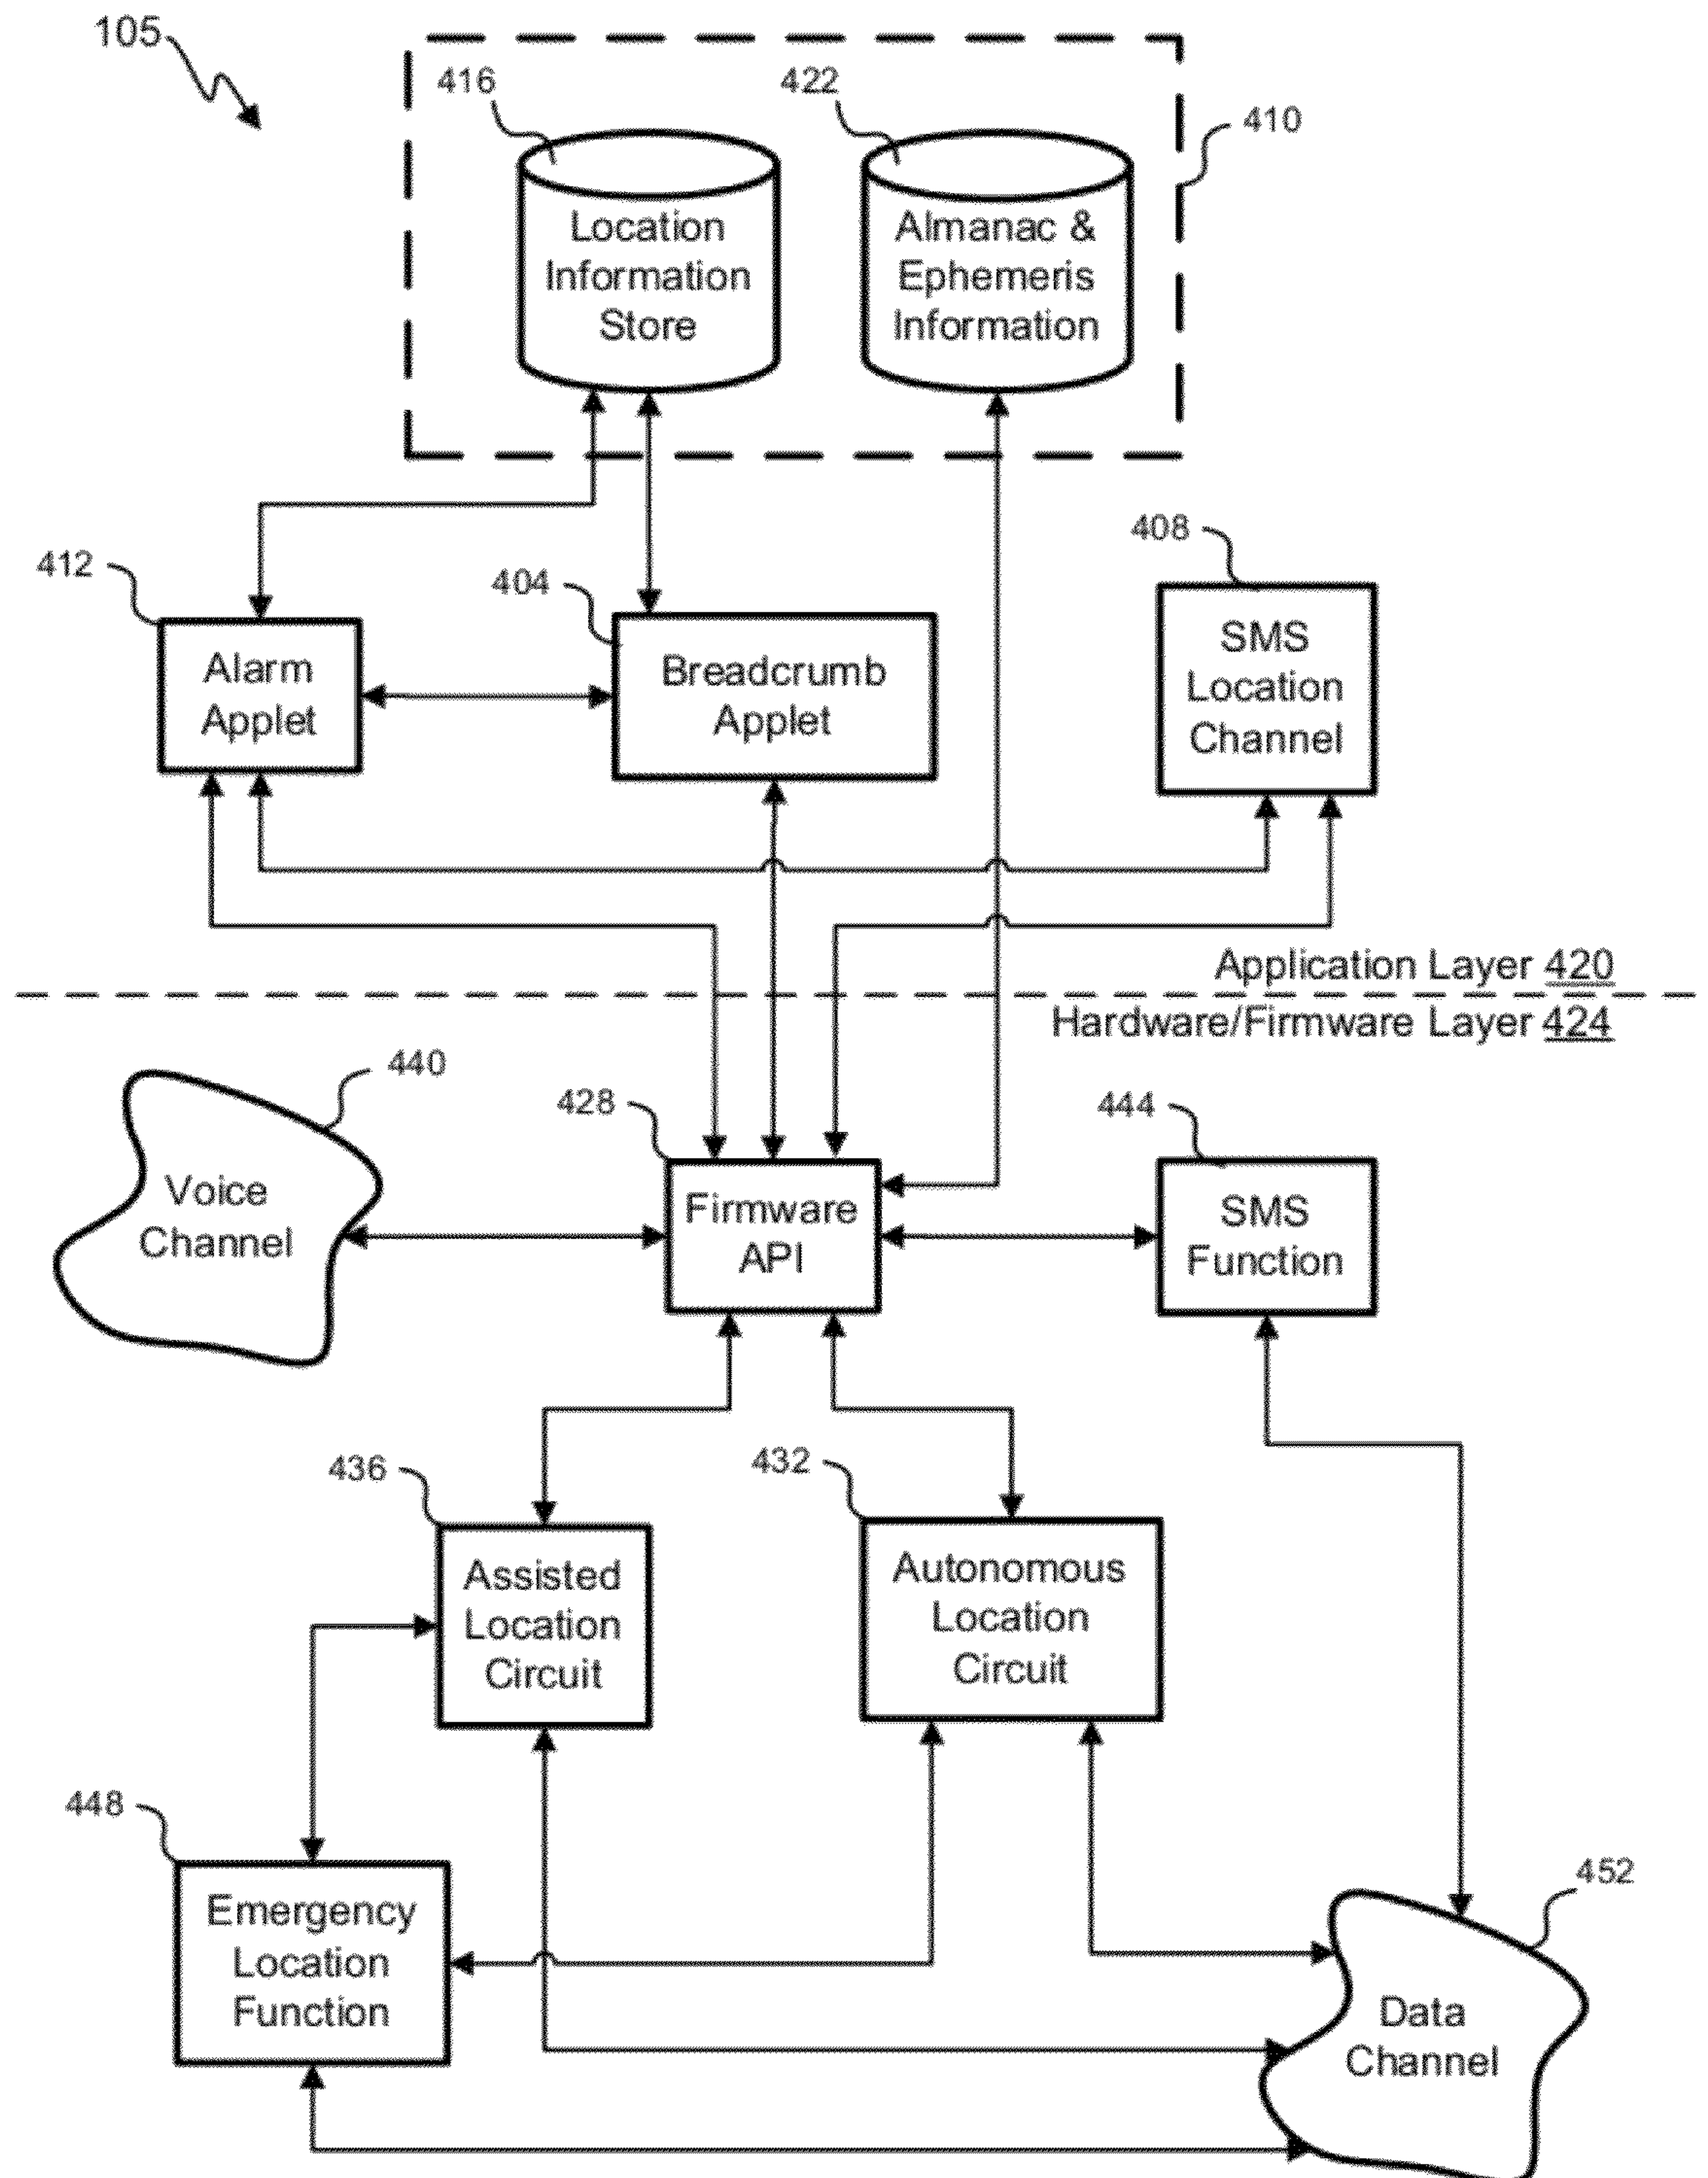 105
416
422
410
Location
Information
Store
Almanac &
Ephemeris
Information
412
404
408
Alarm
Applet
Breadcrumb
Applet
SMS
Location
Channel
Application Layer 420
Hardware/Firmware Layer 424
440
428
444
Voice
Channel
Firmware
API
SMS
Function
436
432
Assisted
Location
Circuit
Autonomous
Location
Circuit
448
452
Emergency
Location
Function
Data
Channel